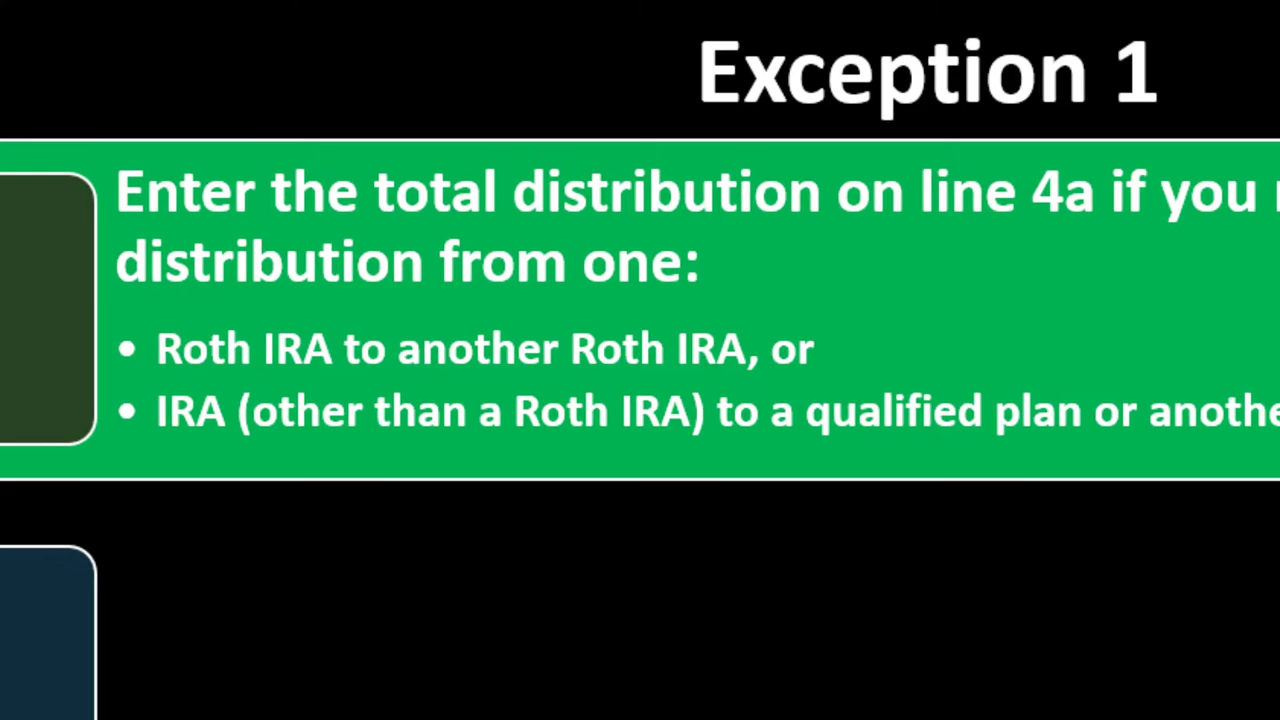 Exception 1
Enter the total distribution on line 4a if you
distribution from one:
• Roth IRA to another Roth IRA, or
• IRA (other than a Roth IRA) to a qualified plan or anothe